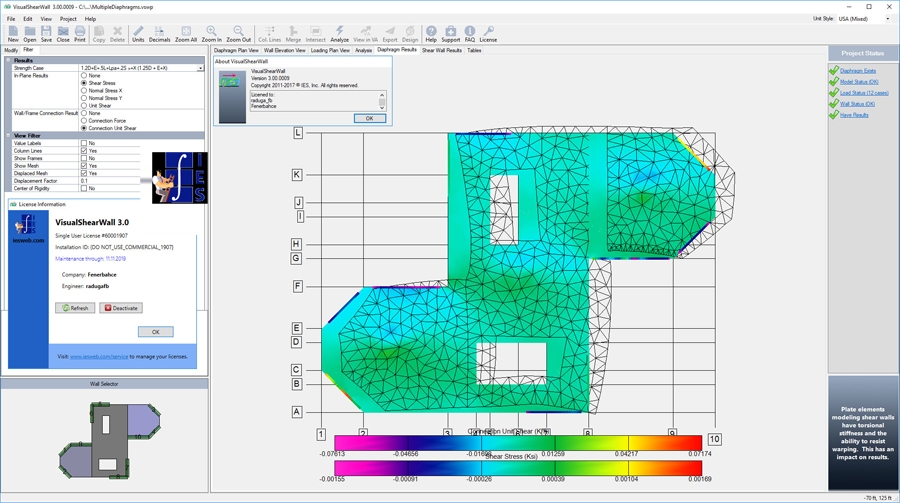 VisualShearWall 3.00.0009 - C:\...\MultipleDiaphragms.vswp
File Edit View Project Help
Unit Style: USA (Mixed)
New Open Save Close Print Copy Delete Units Decimals Zoom All Zoom In Zoom Out Col. Lines Merge Intersect Analyze in VA Export Design Help Support FAQ License
Modify Filter
Diaphragm Plan View Wall Elevation View Loading Plan View Analysis Diaphragm Results Shear Wall Results Tables
Results
Strength Case 1.2D+E+.5L+Lpa+.2S ++X (1.25D + E+X)
In-Plane Results None
Shear Stress
Normal Stress X
Normal Stress Y
Unit Shear
Wall/Frame Connection Result None
Connection Force
Connection Unit Shear
View Filter
Value Labels No
Column Lines Yes
Show Frames No
Show Mesh Yes
Displaced Mesh Yes
Displacement Factor 0.1
Center of Rigidity No
IES
License Information
iesweb.com
VisualShearWall 3.0
Single User License #60001907
Installation ID: (DO NOT_USE_COMMERCIAL_1907)
Maintenance through: 11.11.2019
Company: Fenerbahce
Engineer: radugafb
Refresh Deactivate
OK
Visit: www.iesweb.com/service to manage your licenses.
Wall Selector
About VisualShearWall
VisualShearWall
Version 3.00.0009
Copyright 2011-2017 © IES, Inc. All rights reserved.
Licensed to:
raduga_fb
Fenerbahce
OK
L
K
J
I
H
G
F
E
D
C
B
A
1 2 3 7 9 10
Connection Unit Shear (K/ft)
-0.07613 -0.04656 0.01259 0.04217 0.07174
Shear Stress (Ksi)
-0.00155 -0.00091 -0.00026 0.00039 0.00104 0.00169
Project Status
Diaphragm Exists
Model Status (OK)
Load Status (12 cases)
Wall Status (OK)
Have Results
Plate elements
modeling shear walls
have torsional
stiffness and the
ability to resist
warping. This has an
impact on results.
-70 ft, 123 ft